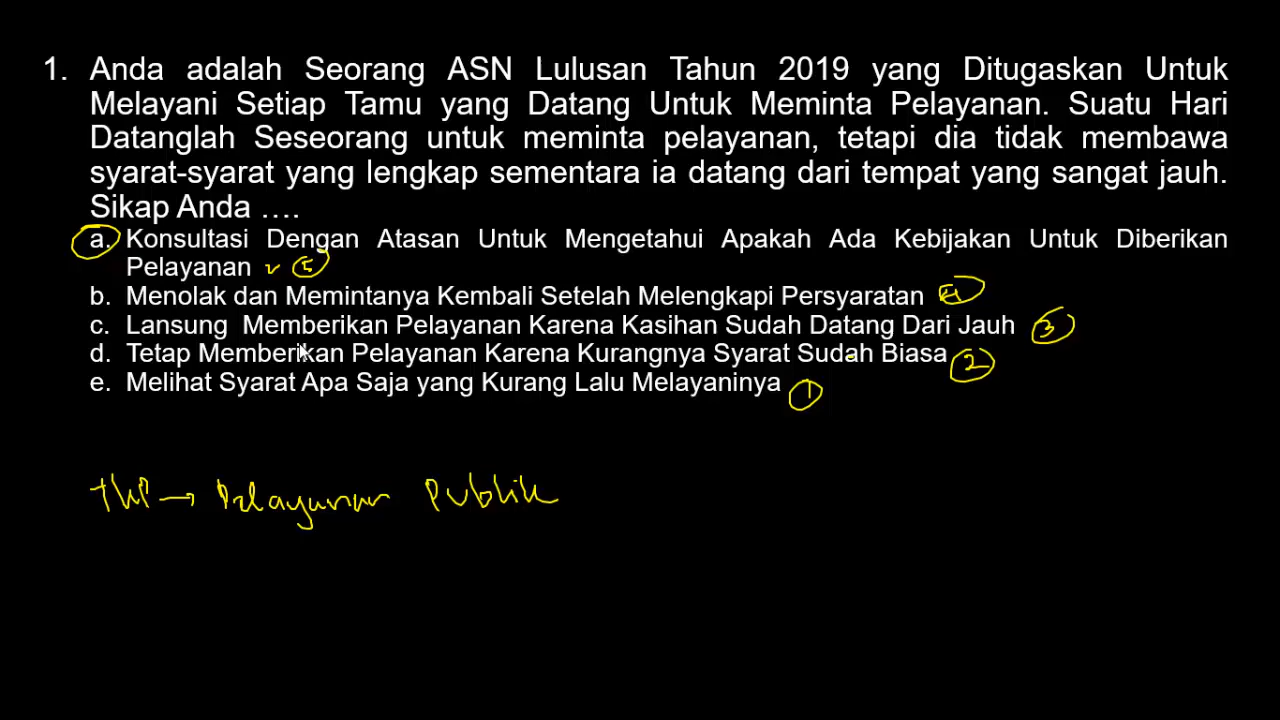 1. Anda adalah Seorang ASN Lulusan Tahun 2019 yang Ditugaskan Untuk
Melayani Setiap Tamu yang Datang Untuk Meminta Pelayanan. Suatu Hari
Datanglah Seseorang untuk meminta pelayanan, tetapi dia tidak membawa
syarat-syarat yang lengkap sementara ia datang dari tempat yang sangat jauh.
Sikap Anda ….
a. Konsultasi Dengan Atasan Untuk Mengetahui Apakah Ada Kebijakan Untuk Diberikan
Pelayanan 5
b. Menolak dan Memintanya Kembali Setelah Melengkapi Persyaratan 4
c. Lansung Memberikan Pelayanan Karena Kasihan Sudah Datang Dari Jauh 3
d. Tetap Memberikan Pelayanan Karena Kurangnya Syarat Sudah Biasa 2
e. Melihat Syarat Apa Saja yang Kurang Lalu Melayaninya 1
TKP → Pelayanan Publik